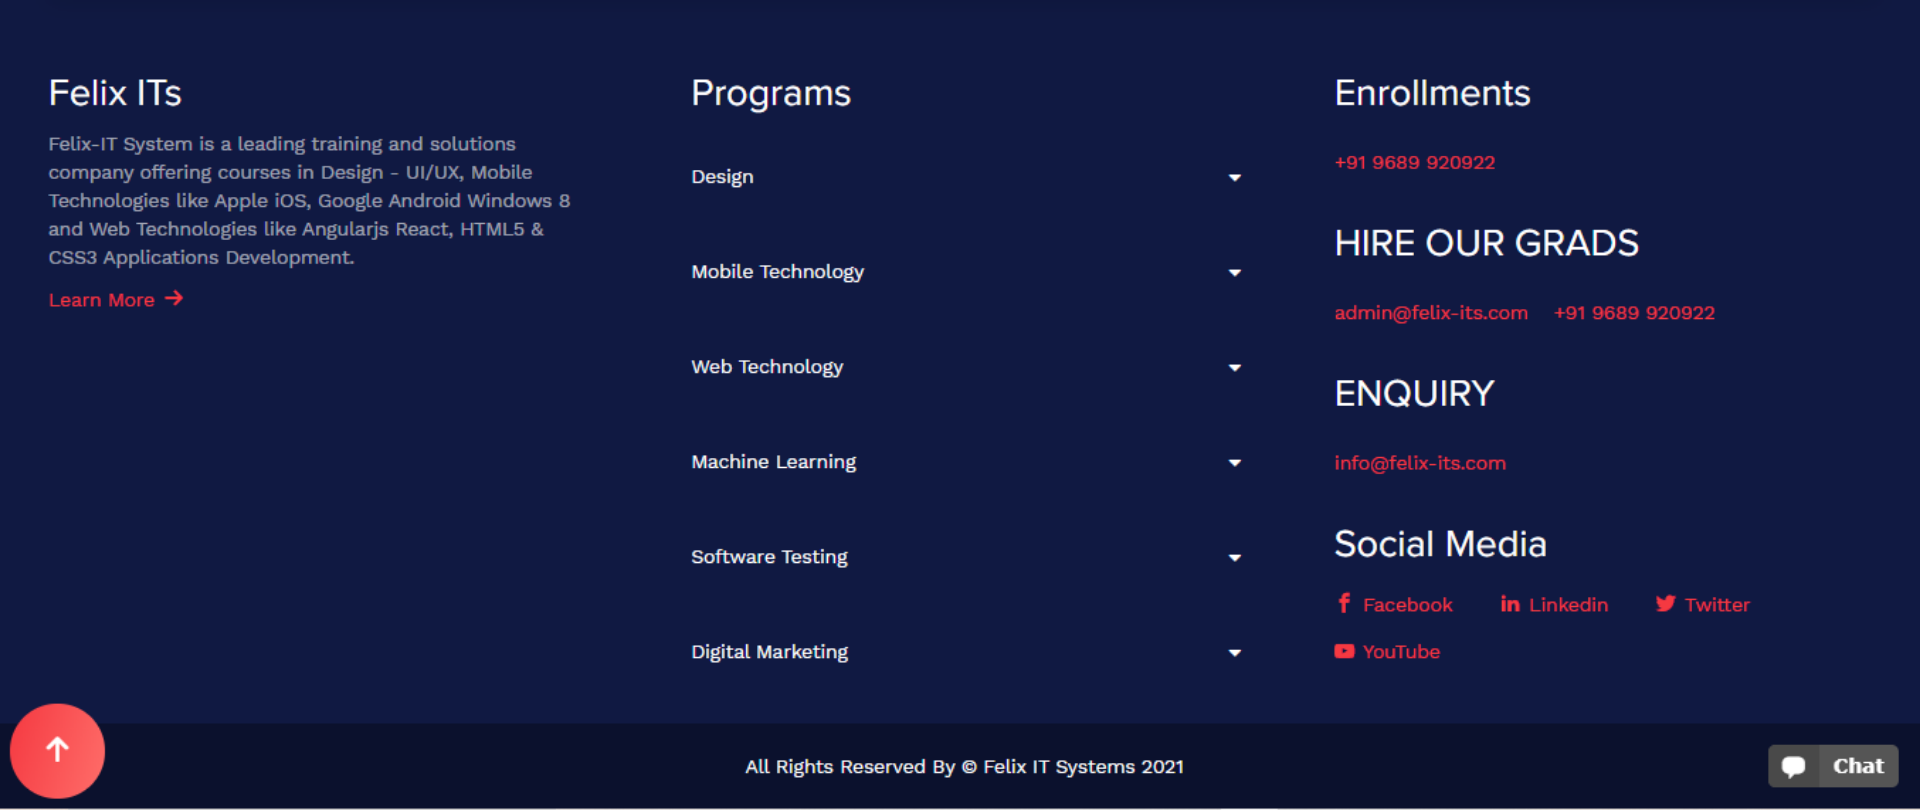 Felix ITs
Felix-IT System is a leading training and solutions
company offering courses in Design - UI/UX, Mobile
Technologies like Apple iOS, Google Android Windows 8
and Web Technologies like Angularjs React, HTML5 &
CSS3 Applications Development.
Learn More
Programs
Design
Mobile Technology
Web Technology
Machine Learning
Software Testing
Digital Marketing
Enrollments
+91 9689 920922
HIRE OUR GRADS
admin@felix-its.com +91 9689 920922
ENQUIRY
info@felix-its.com
Social Media
Facebook Linkedin Twitter
YouTube
All Rights Reserved By © Felix IT Systems 2021
Chat